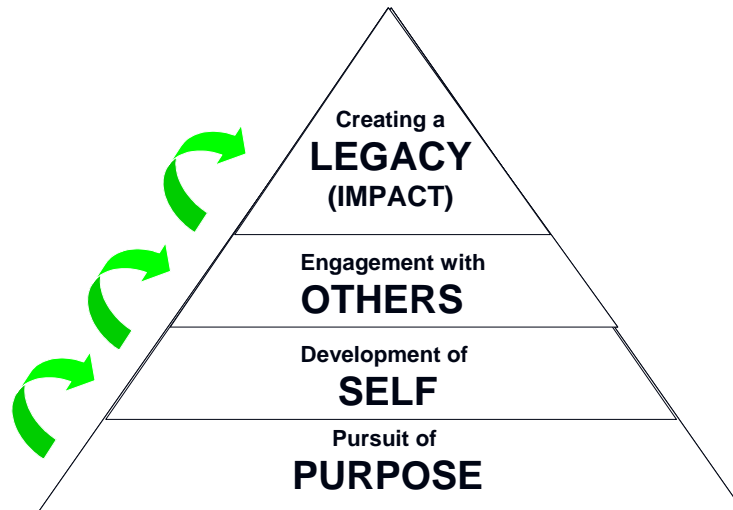 Creating a
LEGACY
(IMPACT)
Engagement with
OTHERS
Development of
SELF
Pursuit of
PURPOSE